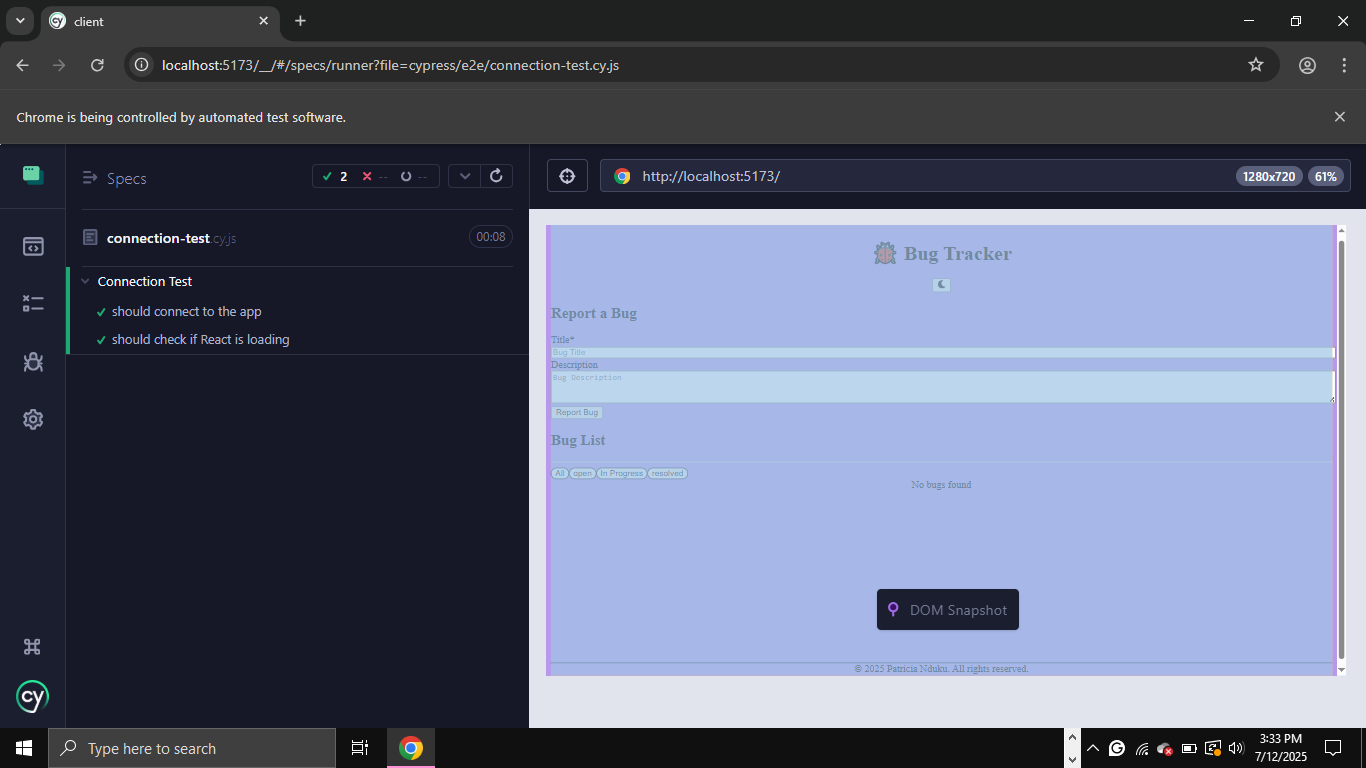 client
localhost:5173/__/#/specs/runner?file=cypress/e2e/connection-test.cy.js
Chrome is being controlled by automated test software.
Specs
2 -- --
http://localhost:5173/
1280x720
61%
connection-test.cy.js
00:08
Connection Test
should connect to the app
should check if React is loading
Bug Tracker
Report a Bug
Title*
Bug Title
Description
Bug Description
Report Bug
Bug List
All open In Progress resolved
No bugs found
DOM Snapshot
© 2025 Patricia Nduku. All rights reserved.
cy
Type here to search
3:33 PM
7/12/2025